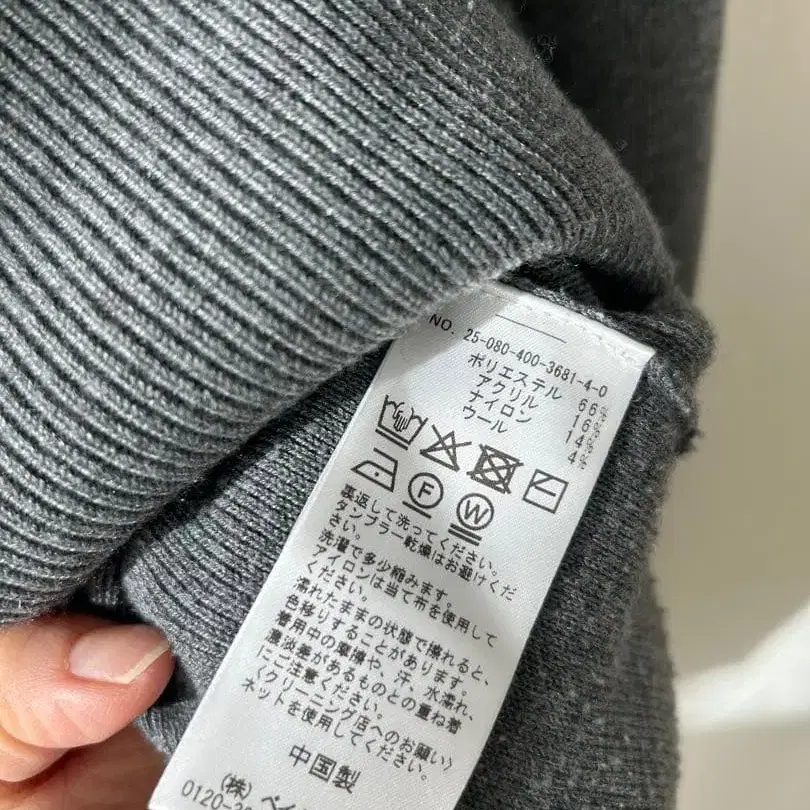 NO. 25-080-400-3681-4-0
ポリエステル 66%
アクリル 16%
ナイロン 14%
ウール 4%
F W
裏返して洗ってください。
タンブラー乾燥はお避けくだ
さい。
洗濯で多少縮みます。
アイロンは当て布を使用して
ください。
濡れたままの状態で擦れると、
色移りすることがあります。
着用中の摩擦や、汗、水濡れ、
濃淡差があるものとの重ね着
にご注意ください。
〈クリーニング店へのお願い〉
ネットを使用してください。
中国製
(株) ベイ
0120-3